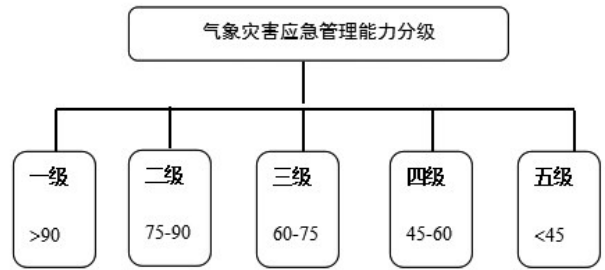 气象灾害应急管理能力分级
一级
>90
二级
75-90
三级
60-75
四级
45-60
五级
<45